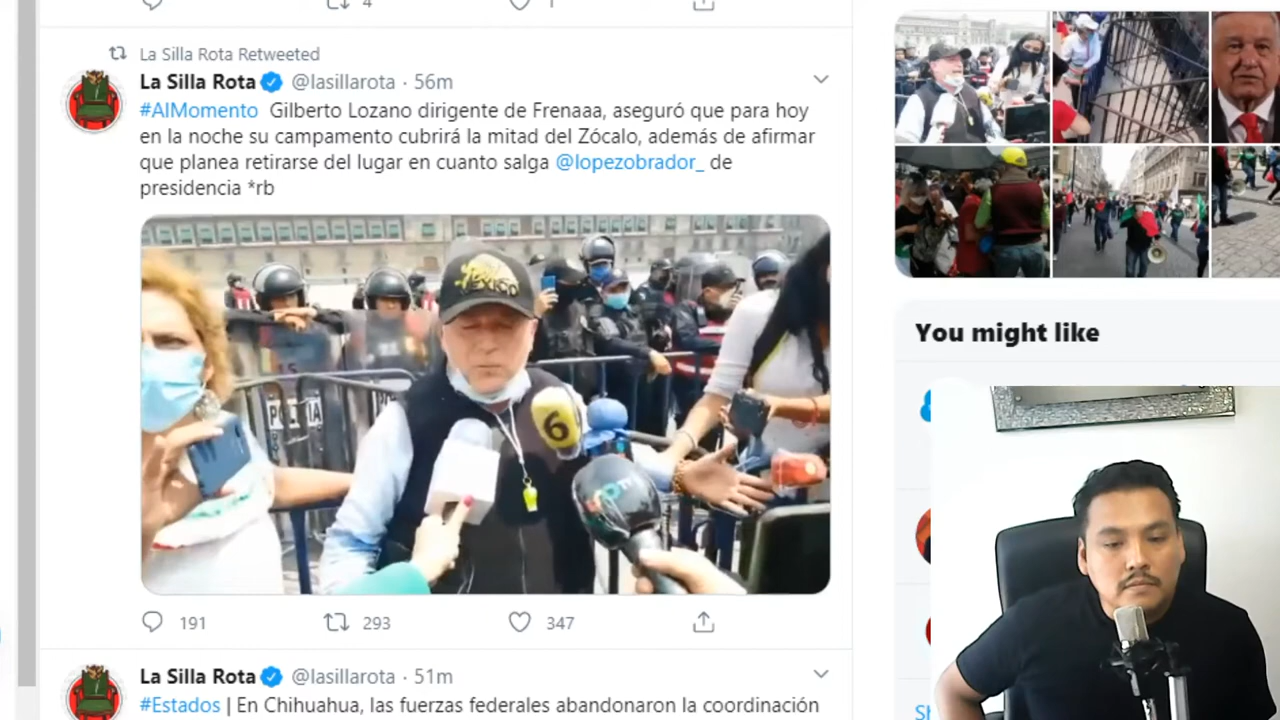 4
1
La Silla Rota Retweeted
La Silla Rota @lasillarota · 56m
#AlMomento Gilberto Lozano dirigente de Frenaaa, aseguró que para hoy
en la noche su campamento cubrirá la mitad del Zócalo, además de afirmar
que planea retirarse del lugar en cuanto salga @lopezobrador_ de
presidencia *rb
MEXICO
POLICIA
6
191
293
347
La Silla Rota @lasillarota · 51m
#Estados | En Chihuahua, las fuerzas federales abandonaron la coordinación
You might like